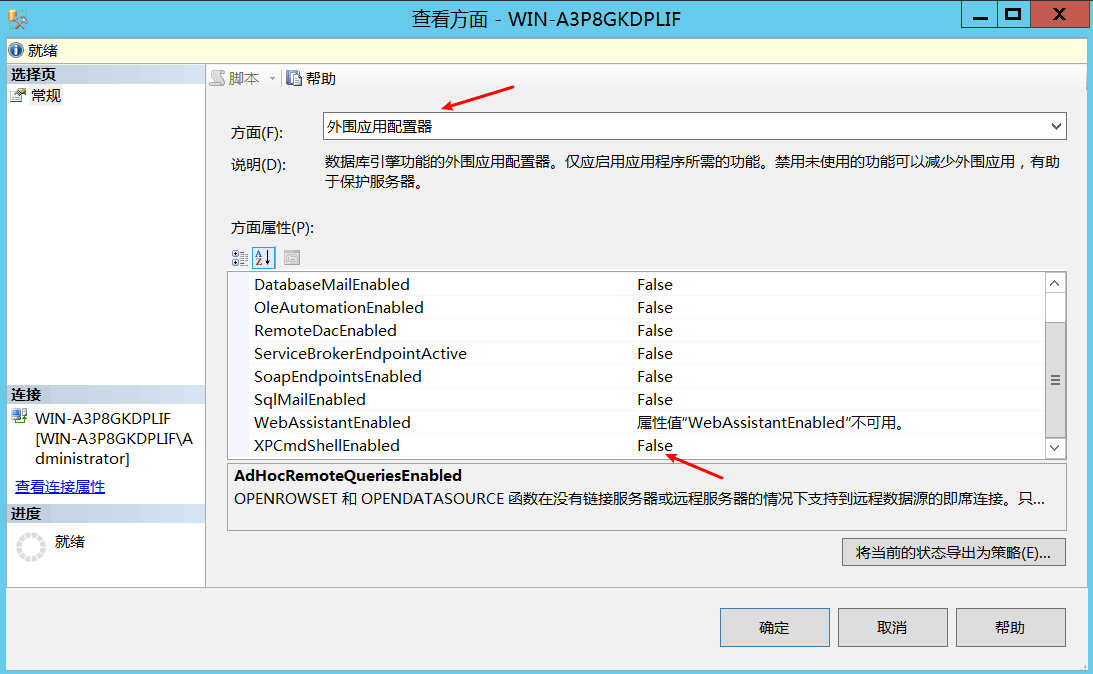 查看方面 - WIN-A3P8GKDPLIF
就绪
选择页
常规
脚本
帮助
方面(F):
外围应用配置器
说明(D):
数据库引擎功能的外围应用配置器。仅应启用应用程序所需的功能。禁用未使用的功能可以减少外围应用，有助
于保护服务器。
方面属性(P):
DatabaseMailEnabled False
OleAutomationEnabled False
RemoteDacEnabled False
ServiceBrokerEndpointActive False
SoapEndpointsEnabled False
SqlMailEnabled False
WebAssistantEnabled 属性值“WebAssistantEnabled”不可用。
XPCmdShellEnabled False
AdHocRemoteQueriesEnabled
OPENROWSET 和 OPENDATASOURCE 函数在没有链接服务器或远程服务器的情况下支持到远程数据源的即席连接。只...
连接
WIN-A3P8GKDPLIF
[WIN-A3P8GKDPLIF\A
dministrator]
查看连接属性
进度
就绪
将当前的状态导出为策略(E)...
确定
取消
帮助